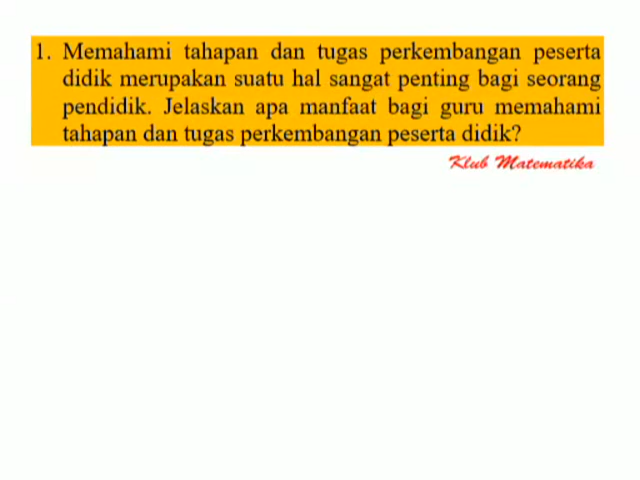 1. Memahami tahapan dan tugas perkembangan peserta
didik merupakan suatu hal sangat penting bagi seorang
pendidik. Jelaskan apa manfaat bagi guru memahami
tahapan dan tugas perkembangan peserta didik?
Klub Matematika